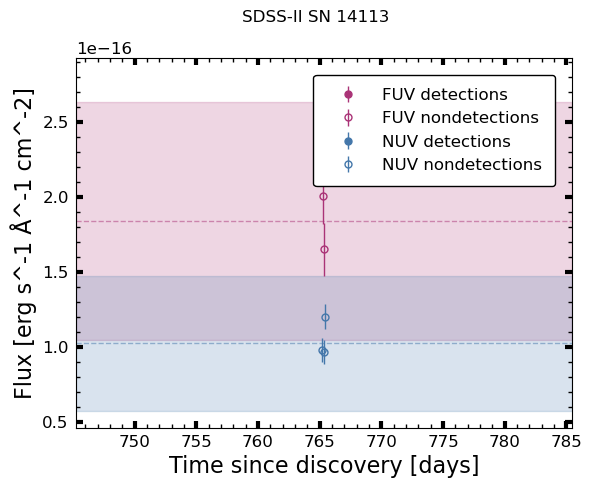 SDSS-II SN 14113
1e−16
FUV detections
FUV nondetections
NUV detections
NUV nondetections
2.5
2.0
1.5
1.0
0.5
Flux [erg s^-1 Å^-1 cm^-2]
750 755 760 765 770 775 780 785
Time since discovery [days]